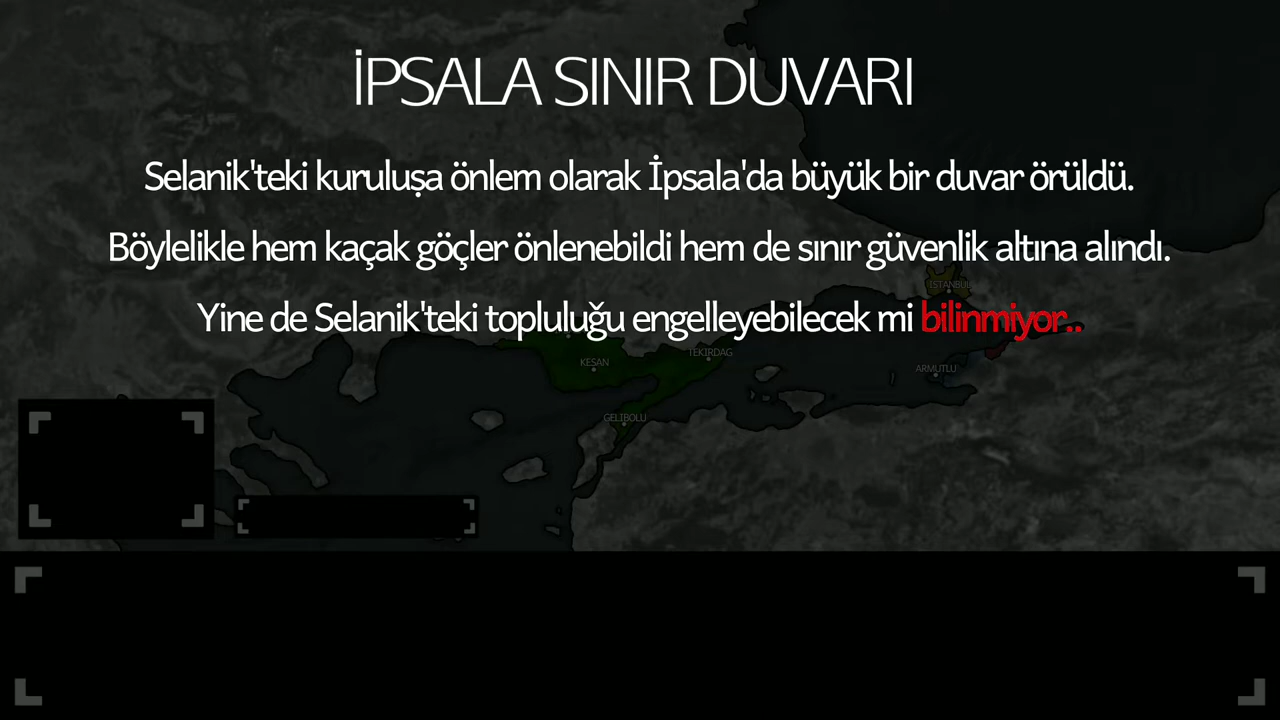 İPSALA SINIR DUVARI
Selanik'teki kuruluşa önlem olarak İpsala'da büyük bir duvar örüldü.
Böylelikle hem kaçak göçler önlenebildi hem de sınır güvenlik altına alındı.
Yine de Selanik'teki topluluğu engelleyebilecek mi bilinmiyor..
İSTANBUL
TEKİRDAG
KESAN
ARMUTLU
GELİBOLU